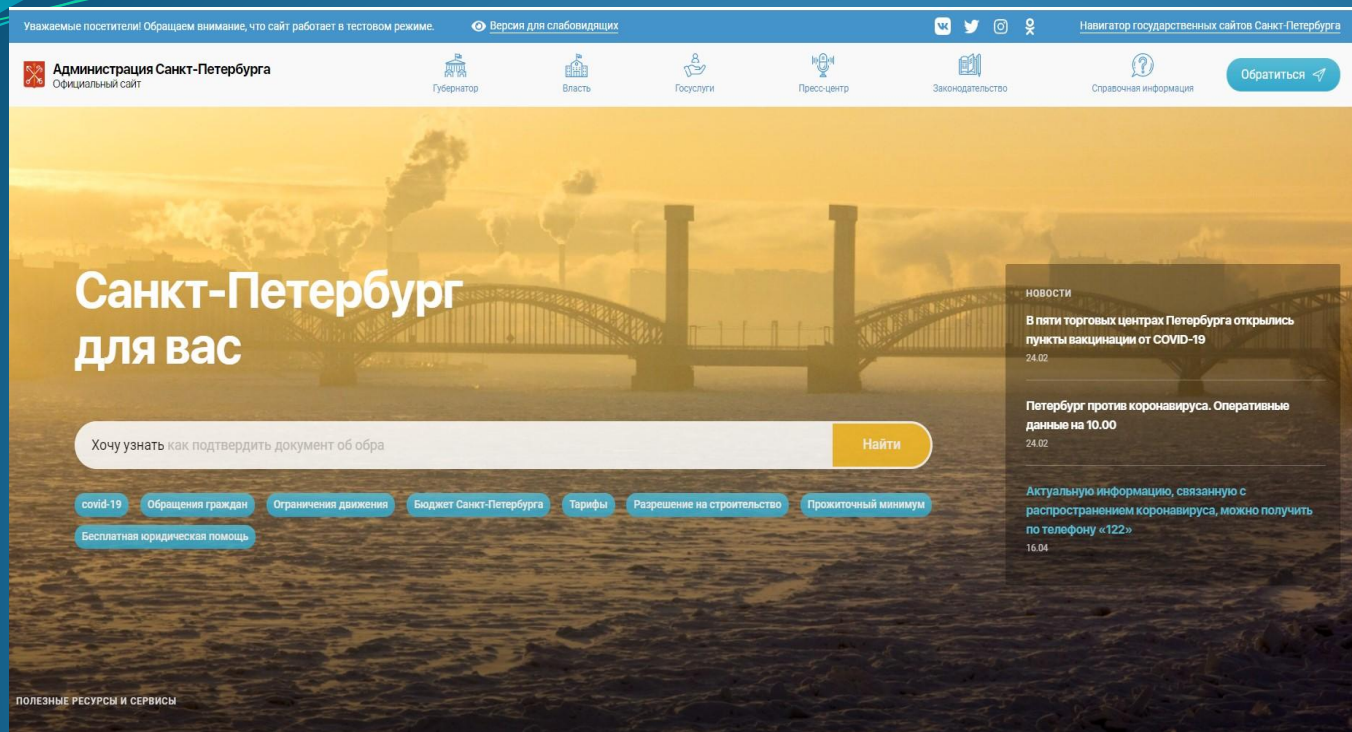 Уважаемые посетители! Обращаем внимание, что сайт работает в тестовом режиме.
Версия для слабовидящих
Навигатор государственных сайтов Санкт-Петербурга
Администрация Санкт-Петербурга
Официальный сайт
Губернатор
Власть
Госуслуги
Пресс-центр
Законодательство
Справочная информация
Обратиться
Санкт-Петербург
для вас
Хочу узнать как подтвердить документ об обра
Найти
covid-19
Обращения граждан
Ограничения движения
Бюджет Санкт-Петербурга
Тарифы
Разрешение на строительство
Прожиточный минимум
Бесплатная юридическая помощь
НОВОСТИ
В пяти торговых центрах Петербурга открылись
пункты вакцинации от COVID-19
24.02
Петербург против коронавируса. Оперативные
данные на 10.00
24.02
Актуальную информацию, связанную с
распространением коронавируса, можно получить
по телефону «122»
16.04
ПОЛЕЗНЫЕ РЕСУРСЫ И СЕРВИСЫ